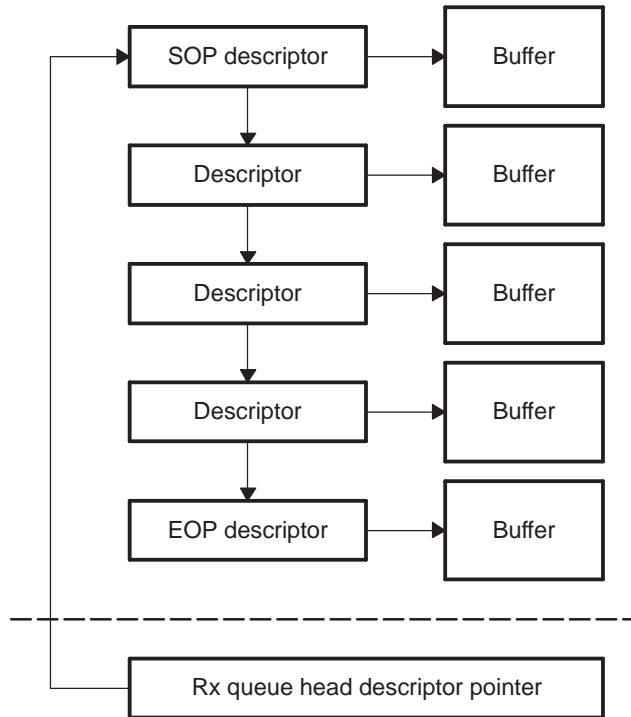 SOP descriptor
Buffer
Descriptor
Buffer
Descriptor
Buffer
Descriptor
Buffer
EOP descriptor
Buffer
Rx queue head descriptor pointer